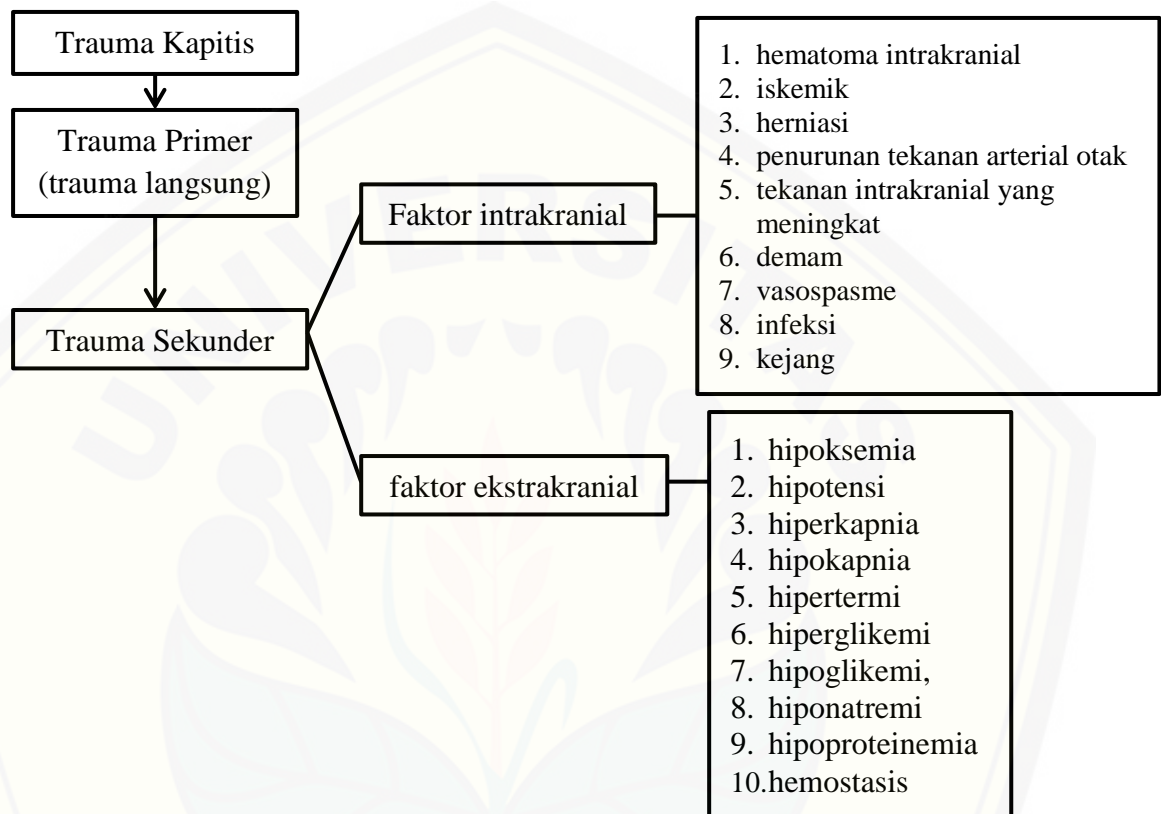 Trauma Kapitis
Trauma Primer
(trauma langsung)
Trauma Sekunder
Faktor intrakranial
1. hematoma intrakranial
2. iskemik
3. herniasi
4. penurunan tekanan arterial otak
5. tekanan intrakranial yang
meningkat
6. demam
7. vasospasme
8. infeksi
9. kejang
faktor ekstrakranial
1. hipoksemia
2. hipotensi
3. hiperkapnia
4. hipokapnia
5. hipertermi
6. hiperglikemi
7. hipoglikemi,
8. hiponatremi
9. hipoproteinemia
10.hemostasis
UNIVERSITAS